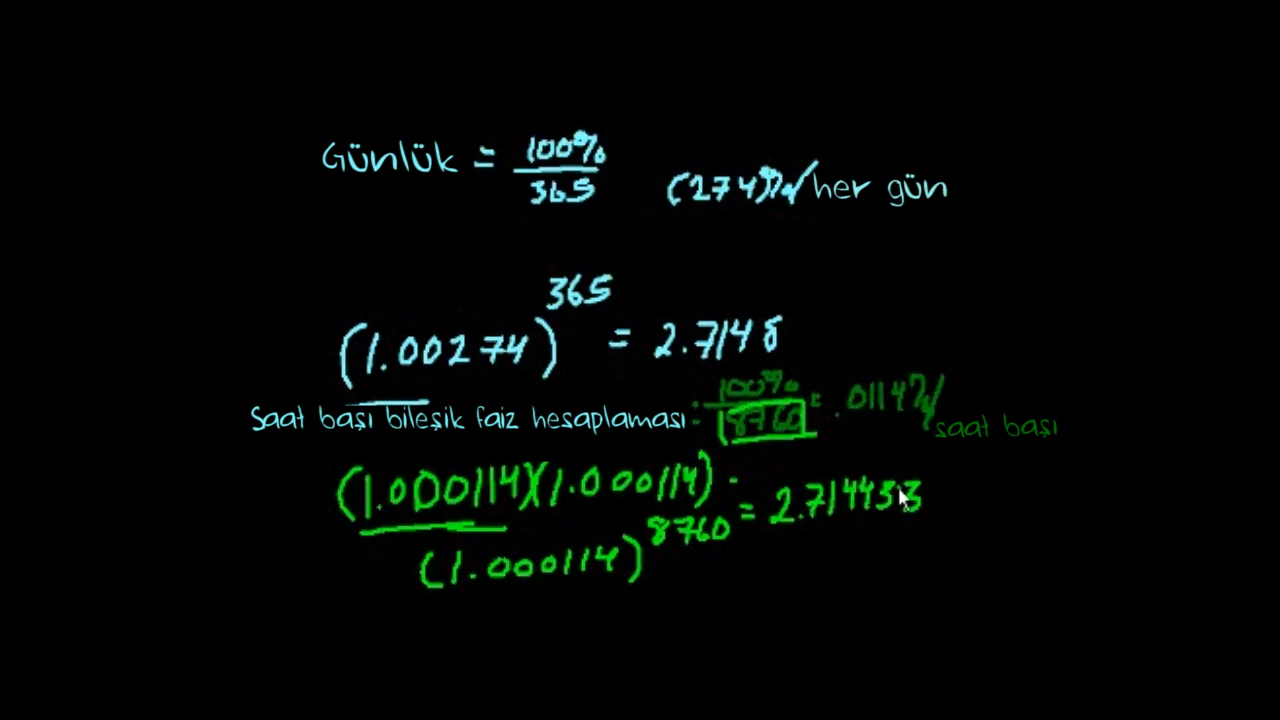 Günlük = 100% / 365 (.274)%/her gün
(1.00274)^365 = 2.7148
Saat başı bileşik faiz hesaplaması = 100% / 8760 = .0114%/saat başı
(1.000114)(1.000114) -
(1.000114)^8760 = 2.714453